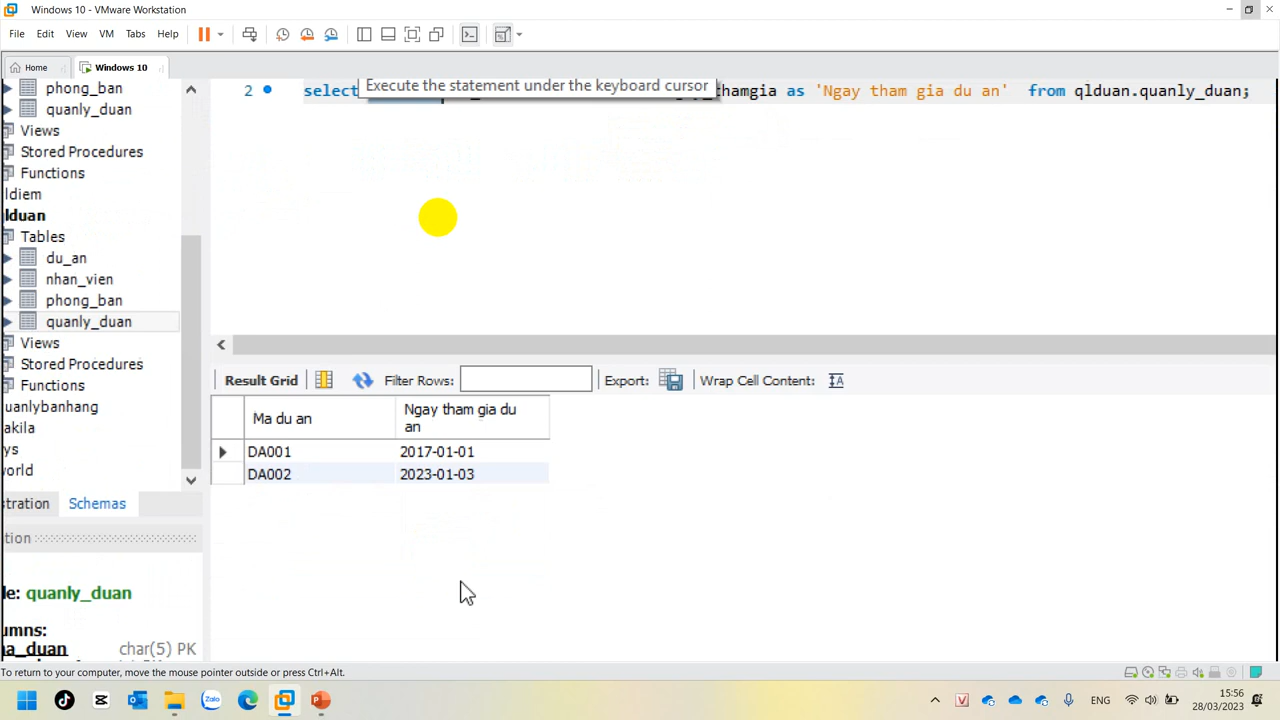 Windows 10 - VMware Workstation
File Edit View VM Tabs Help
Home
Windows 10
phong_ban
quanly_duan
Views
Stored Procedures
Functions
ldiem
lduan
Tables
du_an
nhan_vien
phong_ban
quanly_duan
Views
Stored Procedures
Functions
uanlybanhang
akila
ys
orld
tration Schemas
tion
le: quanly_duan
umns:
na_duan char(5) PK
Execute the statement under the keyboard cursor
2 select thamgia as 'Ngay tham gia du an' from qlduan.quanly_duan;
Result Grid Filter Rows: Export: Wrap Cell Content: IA
Ma du an Ngay tham gia du
an
DA001 2017-01-01
DA002 2023-01-03
To return to your computer, move the mouse pointer outside or press Ctrl+Alt.
Zalo
ENG
15:56
28/03/2023